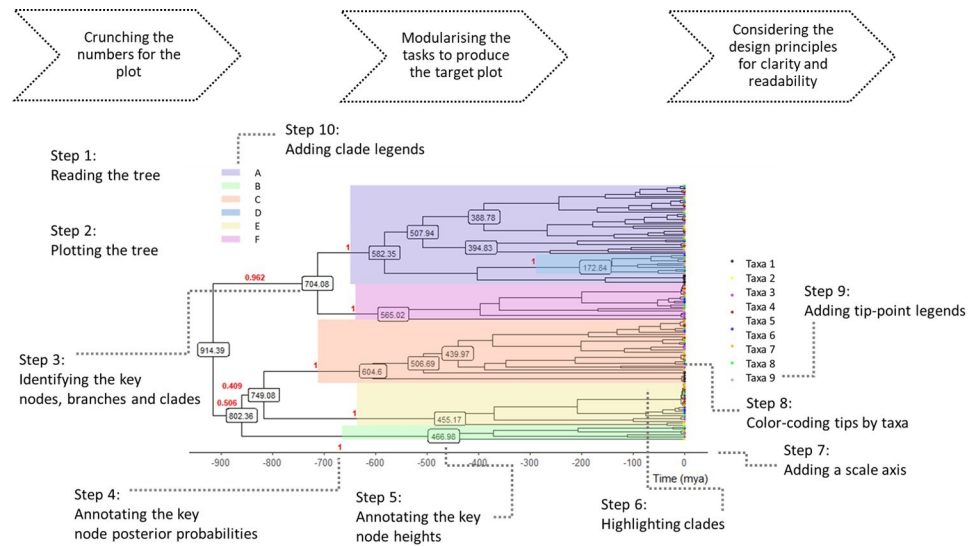 Crunching the
numbers for the
plot
Modularising the
tasks to produce
the target plot
Considering the
design principles
for clarity and
readability
Step 10:
Adding clade legends
Step 1:
Reading the tree
Step 2:
Plotting the tree
A
B
C
D
E
F
388.78
507.94
394.83
1
582.35
1
172.84
0.962
704.08
1
565.02
914.39
439.97
506.69
1
604.6
0.409
749.08
0.506
802.36
1
455.17
466.98
1
-900
-800
-700
-600
-500
-400
-300
-200
-100
0
Time (mya)
Taxa 1
Taxa 2
Taxa 3
Taxa 4
Taxa 5
Taxa 6
Taxa 7
Taxa 8
Taxa 9
Step 9:
Adding tip-point legends
Step 3:
Identifying the key
nodes, branches and clades
Step 8:
Color-coding tips by taxa
Step 7:
Adding a scale axis
Step 4:
Annotating the key
node posterior probabilities
Step 5:
Annotating the key
node heights
Step 6:
Highlighting clades